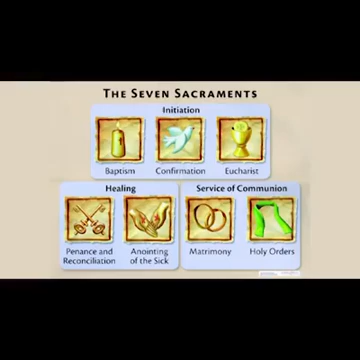 THE SEVEN SACRAMENTS
Initiation
Baptism
Confirmation
Eucharist
Healing
Penance and
Reconciliation
Anointing
of the Sick
Service of Communion
Matrimony
Holy Orders